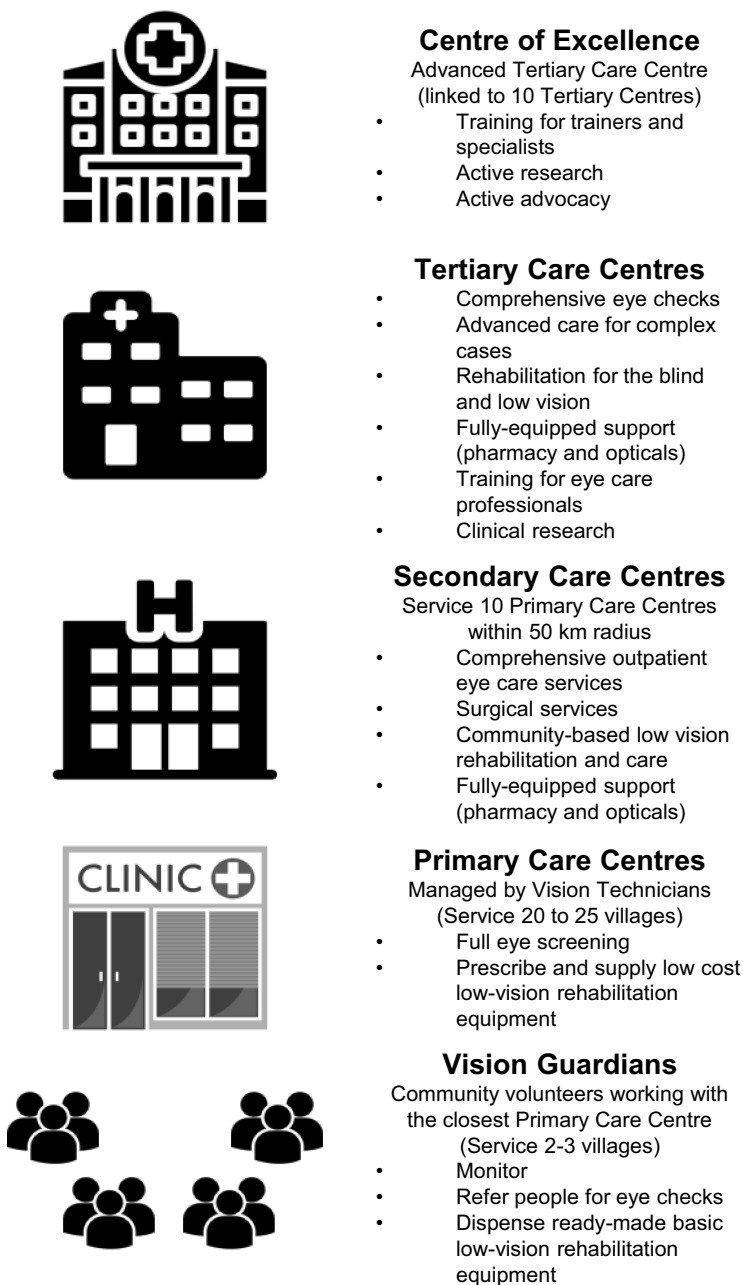 Centre of Excellence
Advanced Tertiary Care Centre
(linked to 10 Tertiary Centres)
• Training for trainers and
specialists
• Active research
• Active advocacy
Tertiary Care Centres
• Comprehensive eye checks
• Advanced care for complex
cases
• Rehabilitation for the blind
and low vision
• Fully-equipped support
(pharmacy and opticals)
• Training for eye care
professionals
• Clinical research
H
Secondary Care Centres
Service 10 Primary Care Centres
within 50 km radius
• Comprehensive outpatient
eye care services
• Surgical services
• Community-based low vision
rehabilitation and care
• Fully-equipped support
(pharmacy and opticals)
CLINIC
Primary Care Centres
Managed by Vision Technicians
(Service 20 to 25 villages)
• Full eye screening
• Prescribe and supply low cost
low-vision rehabilitation
equipment
Vision Guardians
Community volunteers working with
the closest Primary Care Centre
(Service 2-3 villages)
• Monitor
• Refer people for eye checks
• Dispense ready-made basic
low-vision rehabilitation
equipment